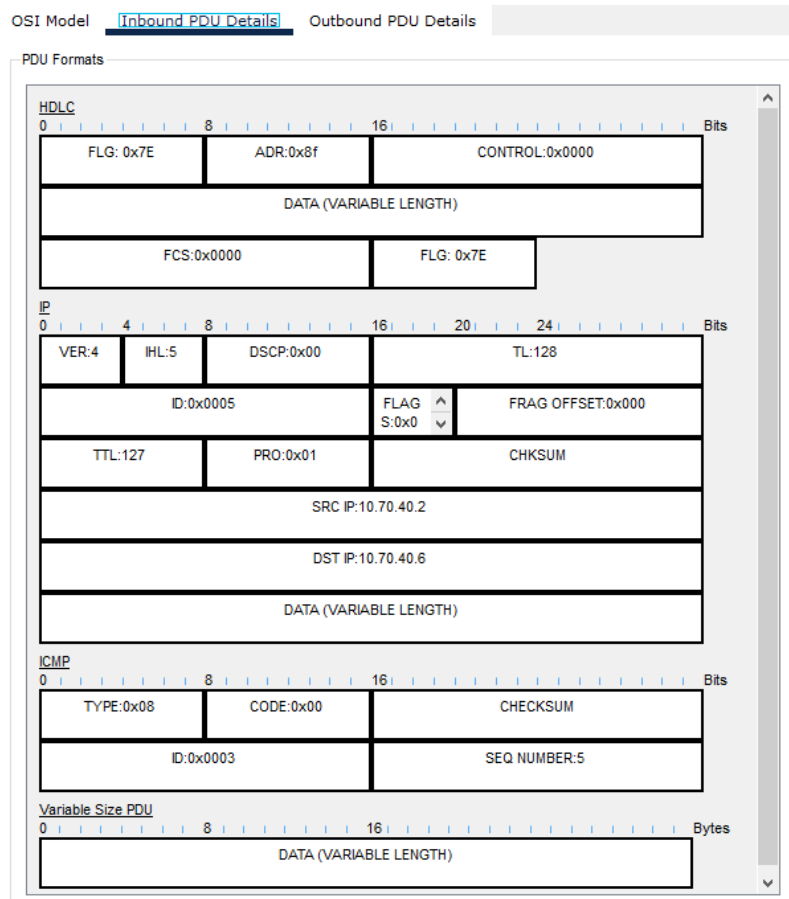 OSI Model Inbound PDU Details Outbound PDU Details
PDU Formats
HDLC
0 8 16 Bits
FLG: 0x7E ADR:0x8f CONTROL:0x0000
DATA (VARIABLE LENGTH)
FCS:0x0000 FLG: 0x7E
IP
0 4 8 16 20 24 Bits
VER:4 IHL:5 DSCP:0x00 TL:128
ID:0x0005 FLAG FRAG OFFSET:0x000
S:0x0
TTL:127 PRO:0x01 CHKSUM
SRC IP:10.70.40.2
DST IP:10.70.40.6
DATA (VARIABLE LENGTH)
ICMP
0 8 16 Bits
TYPE:0x08 CODE:0x00 CHECKSUM
ID:0x0003 SEQ NUMBER:5
Variable Size PDU
0 8 16 Bytes
DATA (VARIABLE LENGTH)